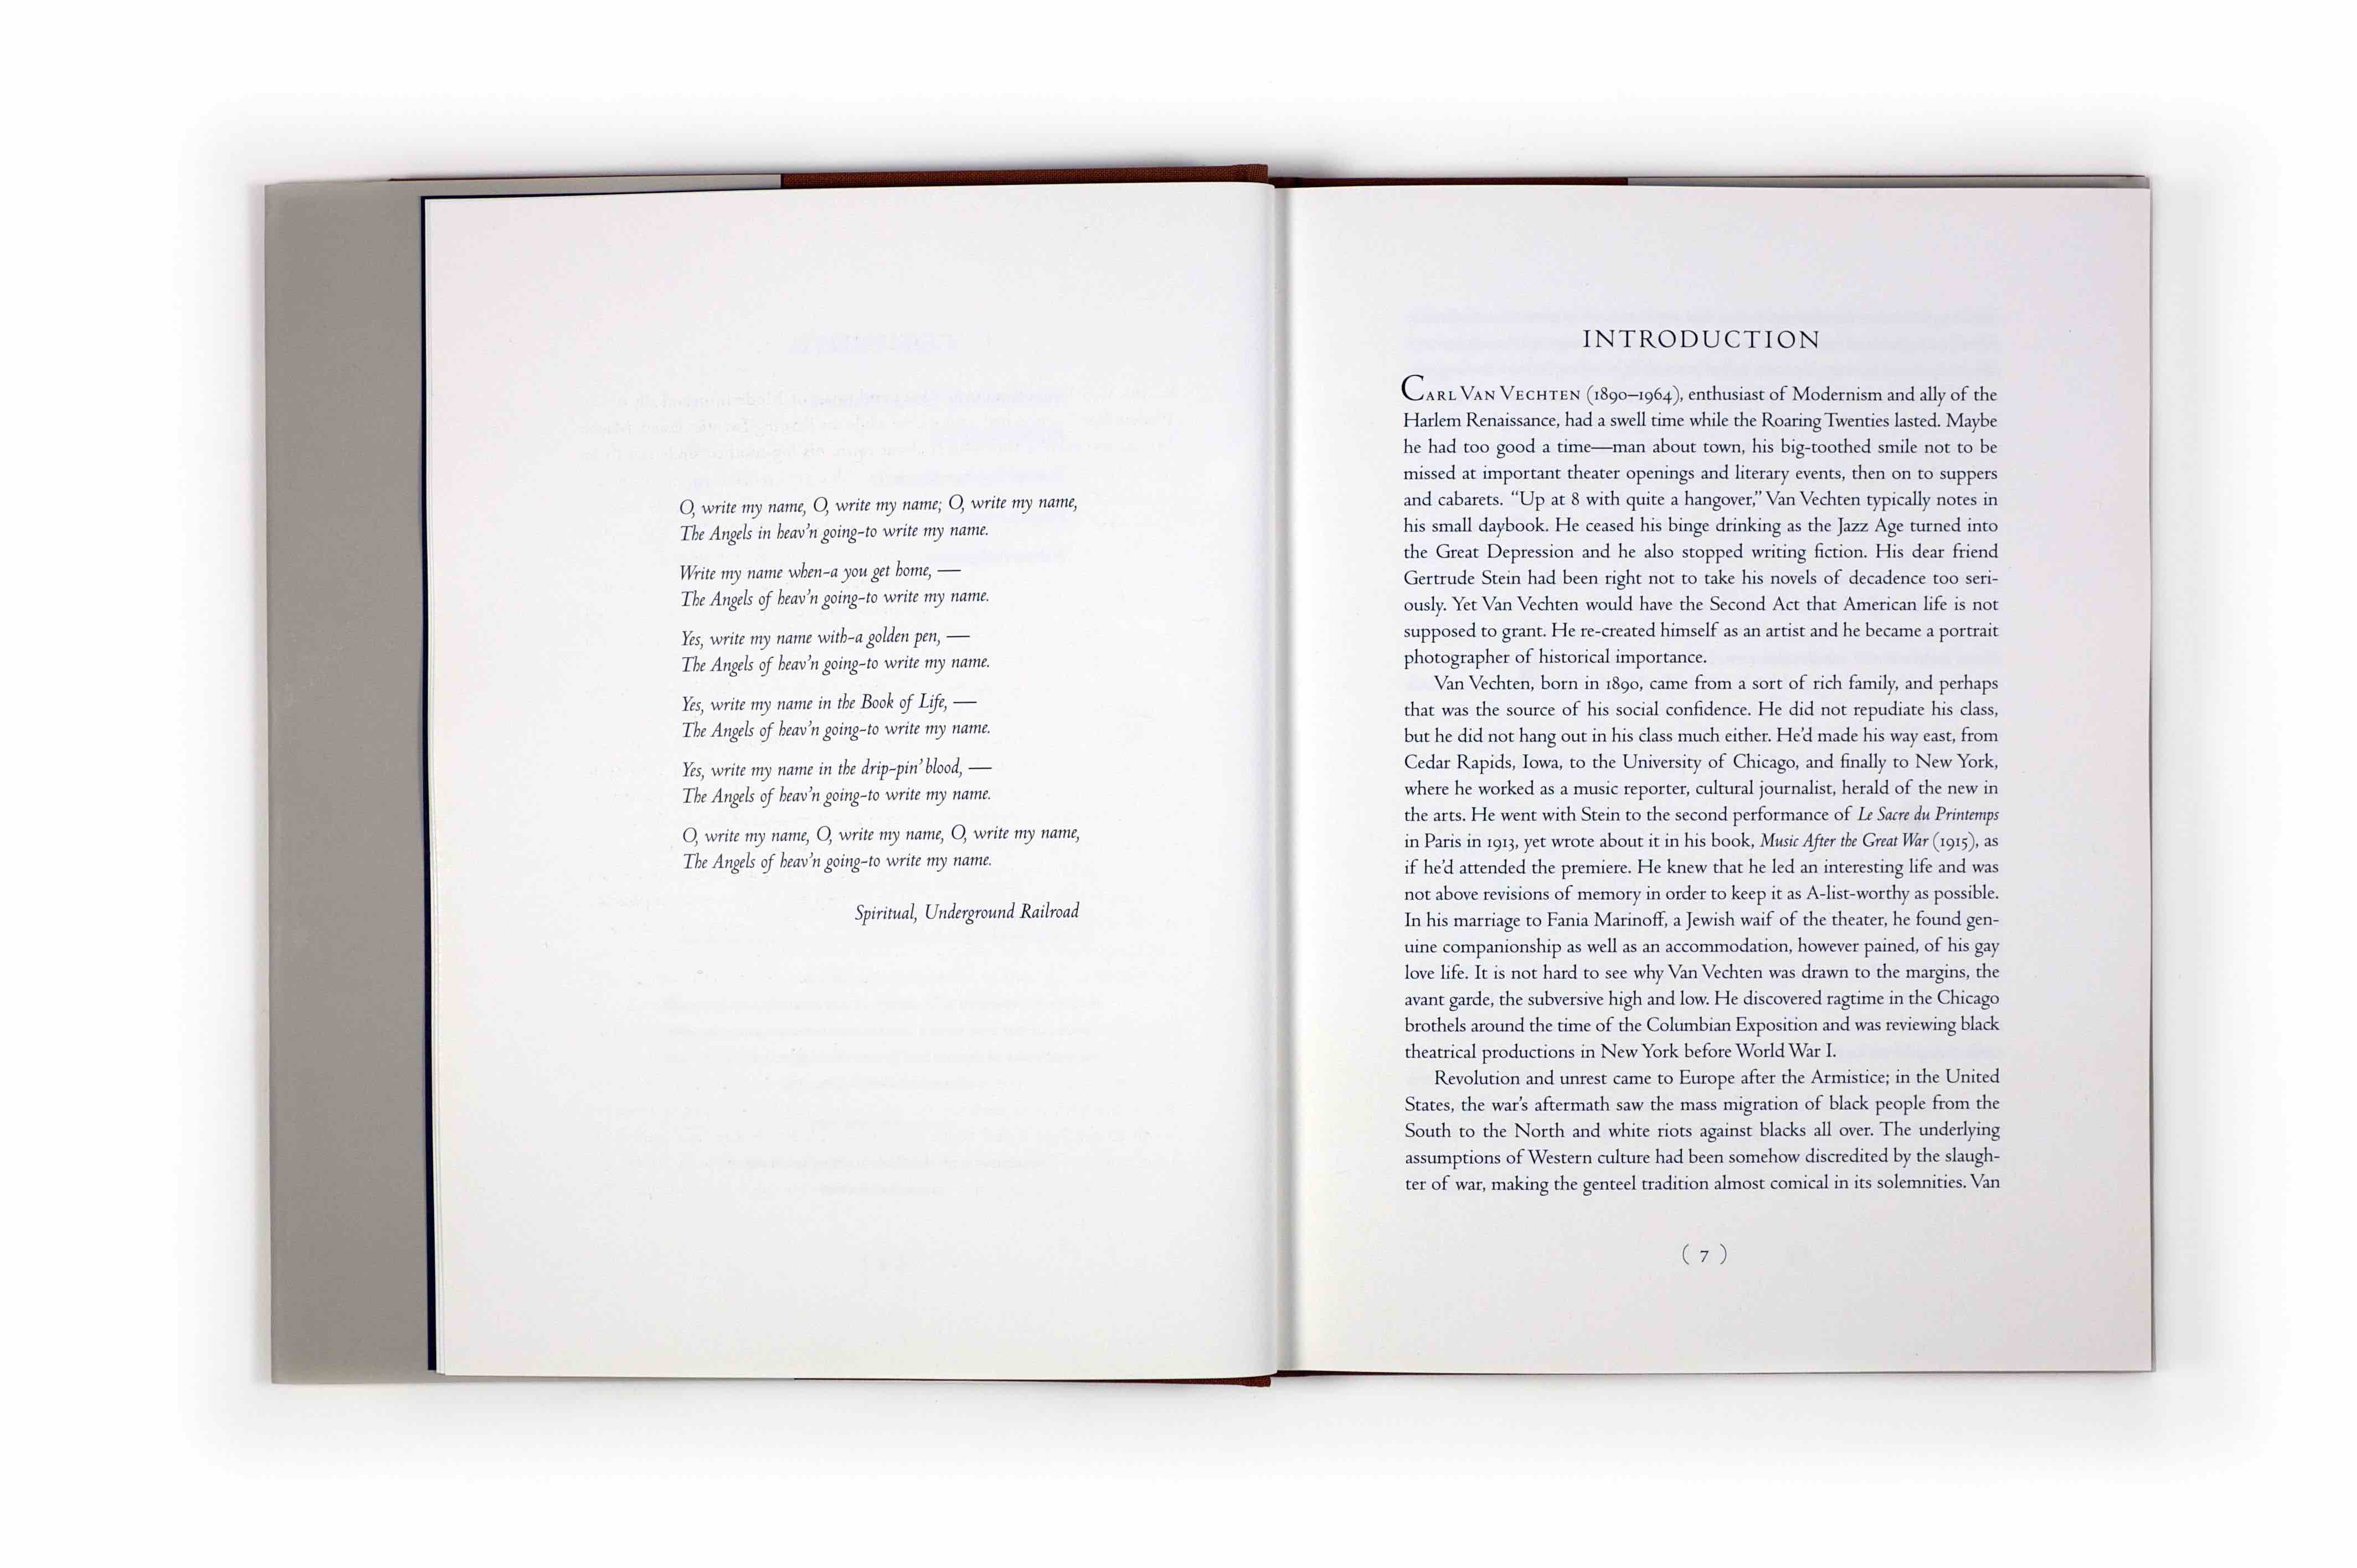 O, write my name, O, write my name; O, write my name,
The Angels in heav’n going-to write my name.
Write my name when-a you get home, —
The Angels of heav’n going-to write my name.
Yes, write my name with-a golden pen, —
The Angels of heav’n going-to write my name.
Yes, write my name in the Book of Life, —
The Angels of heav’n going-to write my name.
Yes, write my name in the drip-pin’ blood, —
The Angels of heav’n going-to write my name.
O, write my name, O, write my name, O, write my name,
The Angels of heav’n going-to write my name.
Spiritual, Underground Railroad
INTRODUCTION
CARL VAN VECHTEN (1890–1964), enthusiast of Modernism and ally of the
Harlem Renaissance, had a swell time while the Roaring Twenties lasted. Maybe
he had too good a time—man about town, his big-toothed smile not to be
missed at important theater openings and literary events, then on to suppers
and cabarets. “Up at 8 with quite a hangover,” Van Vechten typically notes in
his small daybook. He ceased his binge drinking as the Jazz Age turned into
the Great Depression and he also stopped writing fiction. His dear friend
Gertrude Stein had been right not to take his novels of decadence too seri-
ously. Yet Van Vechten would have the Second Act that American life is not
supposed to grant. He re-created himself as an artist and he became a portrait
photographer of historical importance.
Van Vechten, born in 1890, came from a sort of rich family, and perhaps
that was the source of his social confidence. He did not repudiate his class,
but he did not hang out in his class much either. He’d made his way east, from
Cedar Rapids, Iowa, to the University of Chicago, and finally to New York,
where he worked as a music reporter, cultural journalist, herald of the new in
the arts. He went with Stein to the second performance of Le Sacre du Printemps
in Paris in 1913, yet wrote about it in his book, Music After the Great War (1915), as
if he’d attended the premiere. He knew that he led an interesting life and was
not above revisions of memory in order to keep it as A-list-worthy as possible.
In his marriage to Fania Marinoff, a Jewish waif of the theater, he found gen-
uine companionship as well as an accommodation, however pained, of his gay
love life. It is not hard to see why Van Vechten was drawn to the margins, the
avant garde, the subversive high and low. He discovered ragtime in the Chicago
brothels around the time of the Columbian Exposition and was reviewing black
theatrical productions in New York before World War I.
Revolution and unrest came to Europe after the Armistice; in the United
States, the war’s aftermath saw the mass migration of black people from the
South to the North and white riots against blacks all over. The underlying
assumptions of Western culture had been somehow discredited by the slaugh-
ter of war, making the genteel tradition almost comical in its solemnities. Van
( 7 )